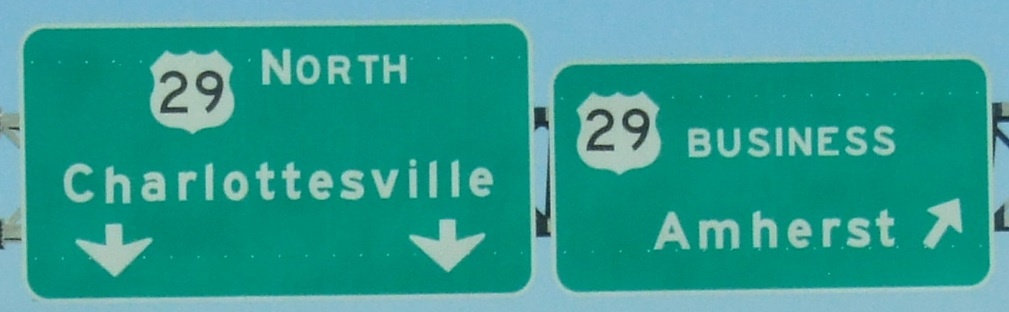 29 NORTH
Charlottesville
29 BUSINESS
Amherst